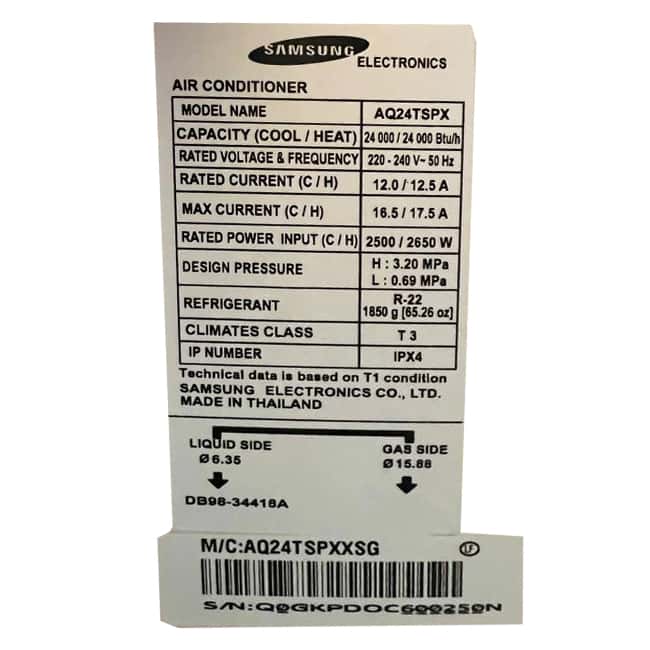 SAMSUNG ELECTRONICS
AIR CONDITIONER
MODEL NAME AQ24TSPX
CAPACITY (COOL / HEAT) 24 000 / 24 000 Btu/h
RATED VOLTAGE & FREQUENCY 220 - 240 V~ 50 Hz
RATED CURRENT (C / H) 12.0 / 12.5 A
MAX CURRENT (C / H) 16.5 / 17.5 A
RATED POWER INPUT (C / H) 2500 / 2650 W
DESIGN PRESSURE H : 3.20 MPa
L : 0.69 MPa
REFRIGERANT R-22
1850 g [65.26 oz]
CLIMATES CLASS T 3
IP NUMBER IPX4
Technical data is based on T1 condition
SAMSUNG ELECTRONICS CO., LTD.
MADE IN THAILAND
LIQUID SIDE GAS SIDE
Ø 6.35 Ø 15.88
DB98-34418A
M/C:AQ24TSPXXSG LF
S/N:Q0GKPDOC600250N